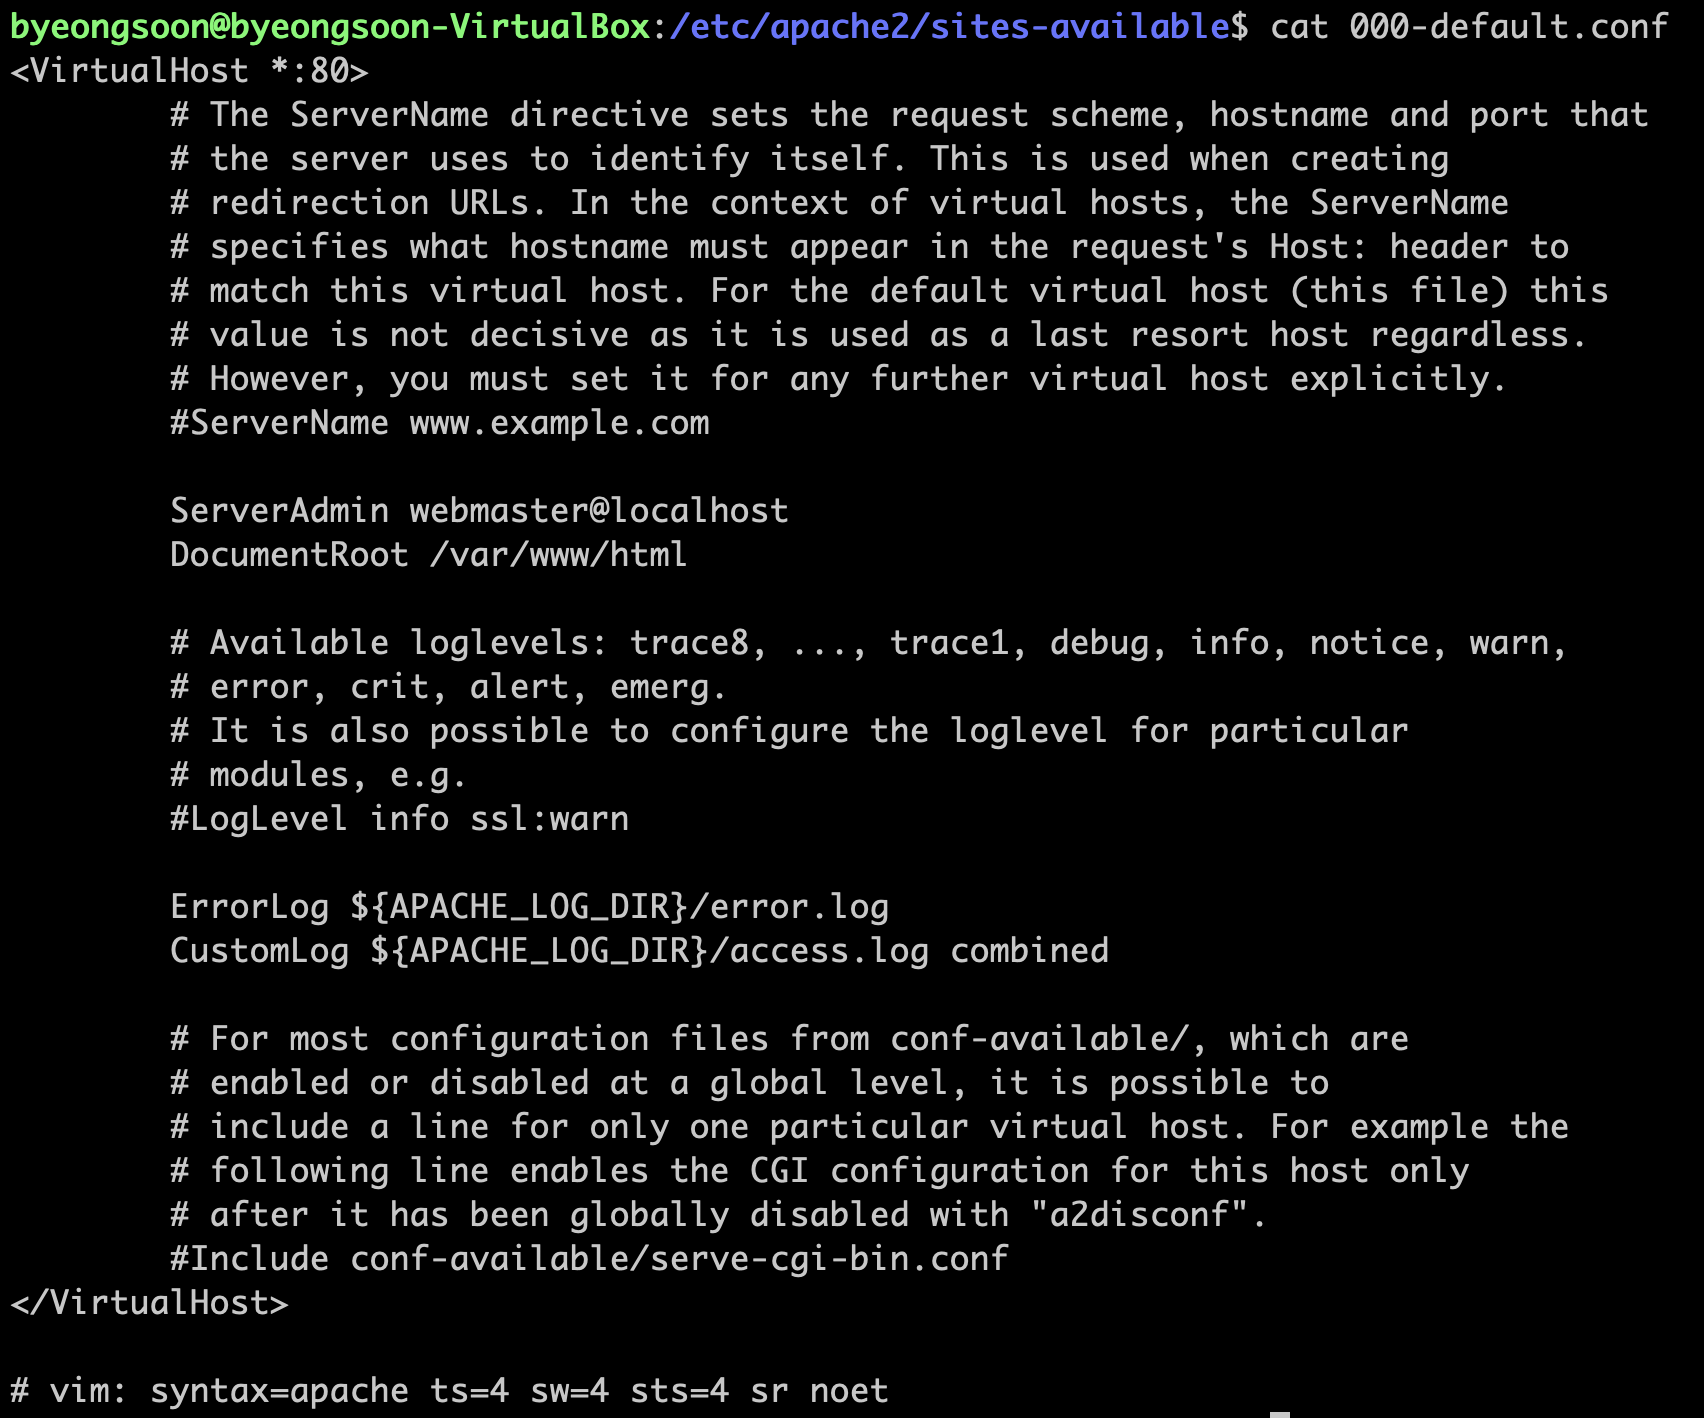 byeongsoon@byeongsoon-VirtualBox:/etc/apache2/sites-available$ cat 000-default.conf
<VirtualHost *:80>
        # The ServerName directive sets the request scheme, hostname and port that
        # the server uses to identify itself. This is used when creating
        # redirection URLs. In the context of virtual hosts, the ServerName
        # specifies what hostname must appear in the request's Host: header to
        # match this virtual host. For the default virtual host (this file) this
        # value is not decisive as it is used as a last resort host regardless.
        # However, you must set it for any further virtual host explicitly.
        #ServerName www.example.com

        ServerAdmin webmaster@localhost
        DocumentRoot /var/www/html

        # Available loglevels: trace8, ..., trace1, debug, info, notice, warn,
        # error, crit, alert, emerg.
        # It is also possible to configure the loglevel for particular
        # modules, e.g.
        #LogLevel info ssl:warn

        ErrorLog ${APACHE_LOG_DIR}/error.log
        CustomLog ${APACHE_LOG_DIR}/access.log combined

        # For most configuration files from conf-available/, which are
        # enabled or disabled at a global level, it is possible to
        # include a line for only one particular virtual host. For example the
        # following line enables the CGI configuration for this host only
        # after it has been globally disabled with "a2disconf".
        #Include conf-available/serve-cgi-bin.conf
</VirtualHost>

# vim: syntax=apache ts=4 sw=4 sts=4 sr noet